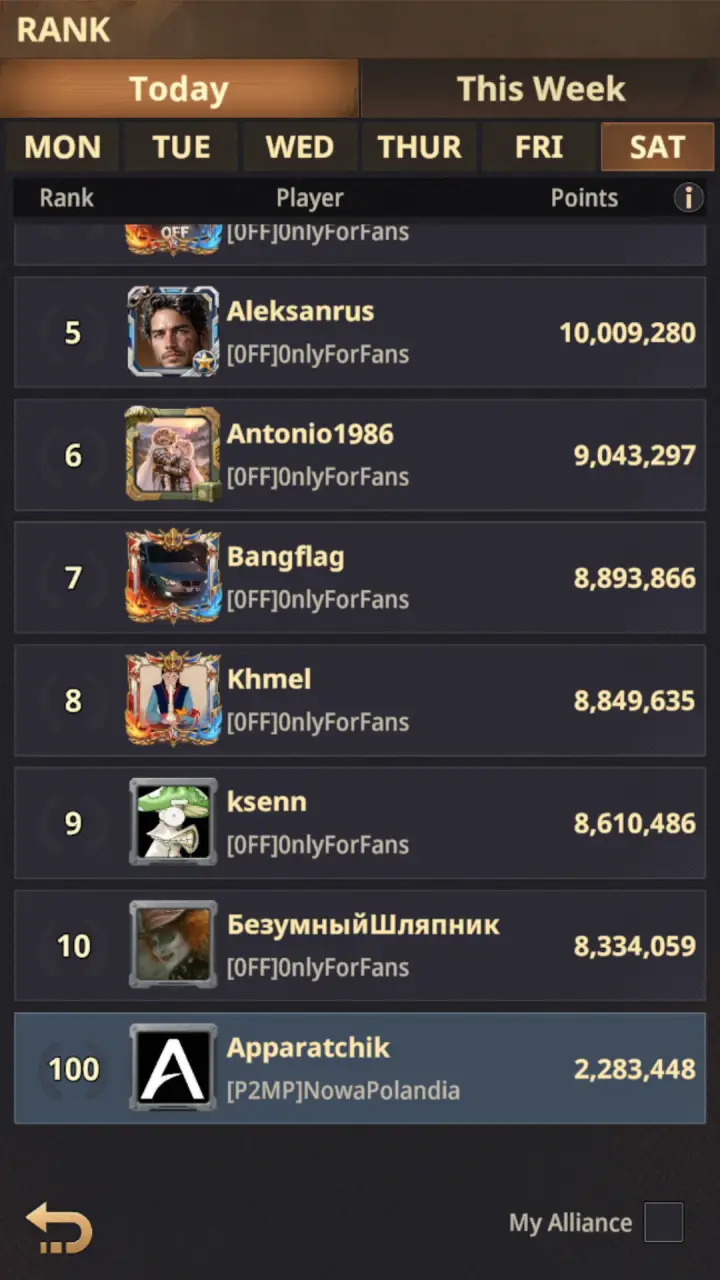 RANK
Today
This Week
MON TUE WED THUR FRI SAT
Rank Player Points i
OFF
[0FF]0nlyForFans
5
Aleksanrus
[0FF]0nlyForFans
10,009,280
6
Antonio1986
[0FF]0nlyForFans
9,043,297
7
Bangflag
[0FF]0nlyForFans
8,893,866
8
Khmel
[0FF]0nlyForFans
8,849,635
9
ksenn
[0FF]0nlyForFans
8,610,486
10
БезумныйШляпник
[0FF]0nlyForFans
8,334,059
100
A
Apparatchik
[P2MP]NowaPolandia
2,283,448
My Alliance